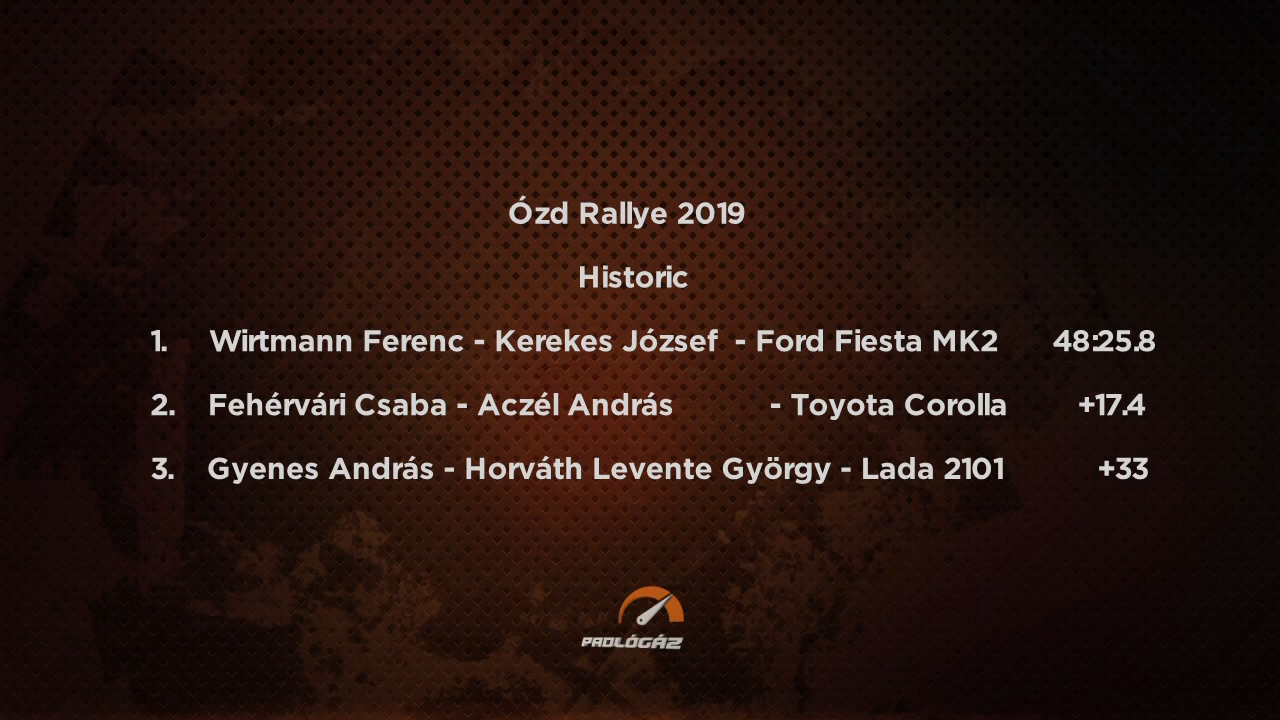 Ózd Rallye 2019
Historic
1. Wirtmann Ferenc - Kerekes József - Ford Fiesta MK2 48:25.8
2. Fehérvári Csaba - Aczél András - Toyota Corolla +17.4
3. Gyenes András - Horváth Levente György - Lada 2101 +33
PADLÓGÁZ